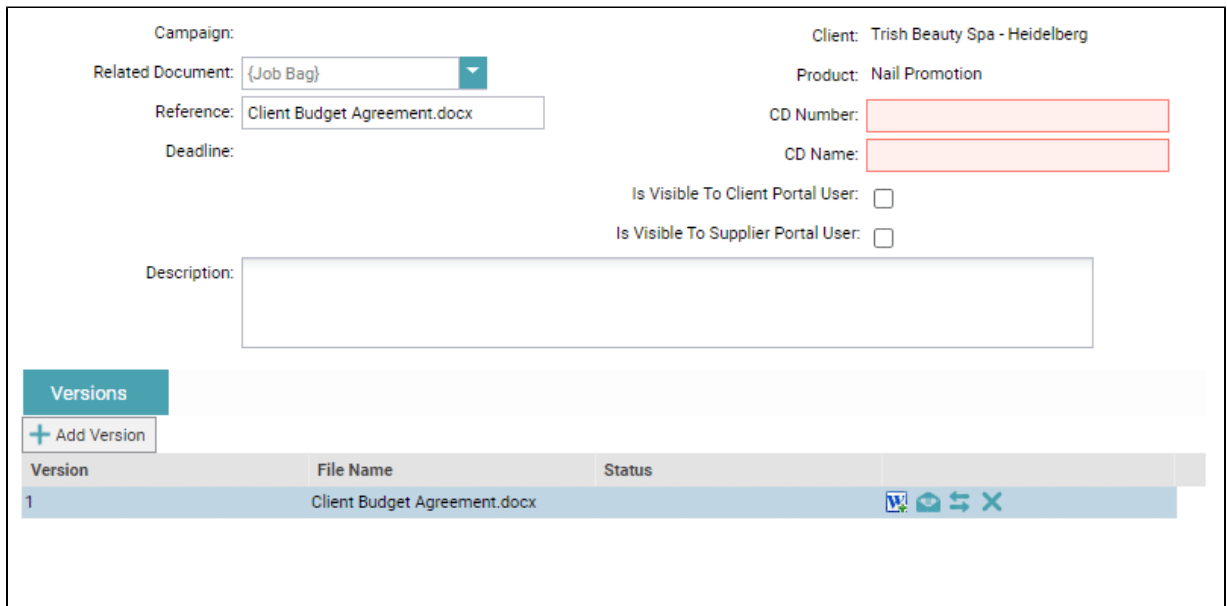 Campaign:
Client: Trish Beauty Spa - Heidelberg
Related Document: {Job Bag}
Product: Nail Promotion
Reference: Client Budget Agreement.docx
CD Number:
Deadline:
CD Name:
Is Visible To Client Portal User:
Is Visible To Supplier Portal User:
Description:
Versions
Add Version
Version File Name Status
1 Client Budget Agreement.docx W